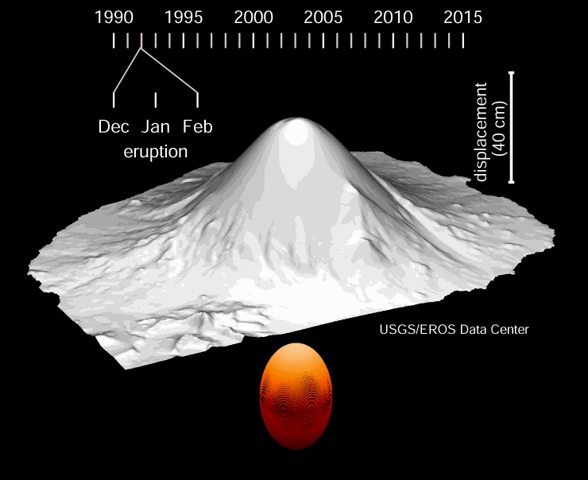 1990 1995 2000 2005 2010 2015
Dec Jan Feb
eruption
displacement
(40 cm)
USGS/EROS Data Center